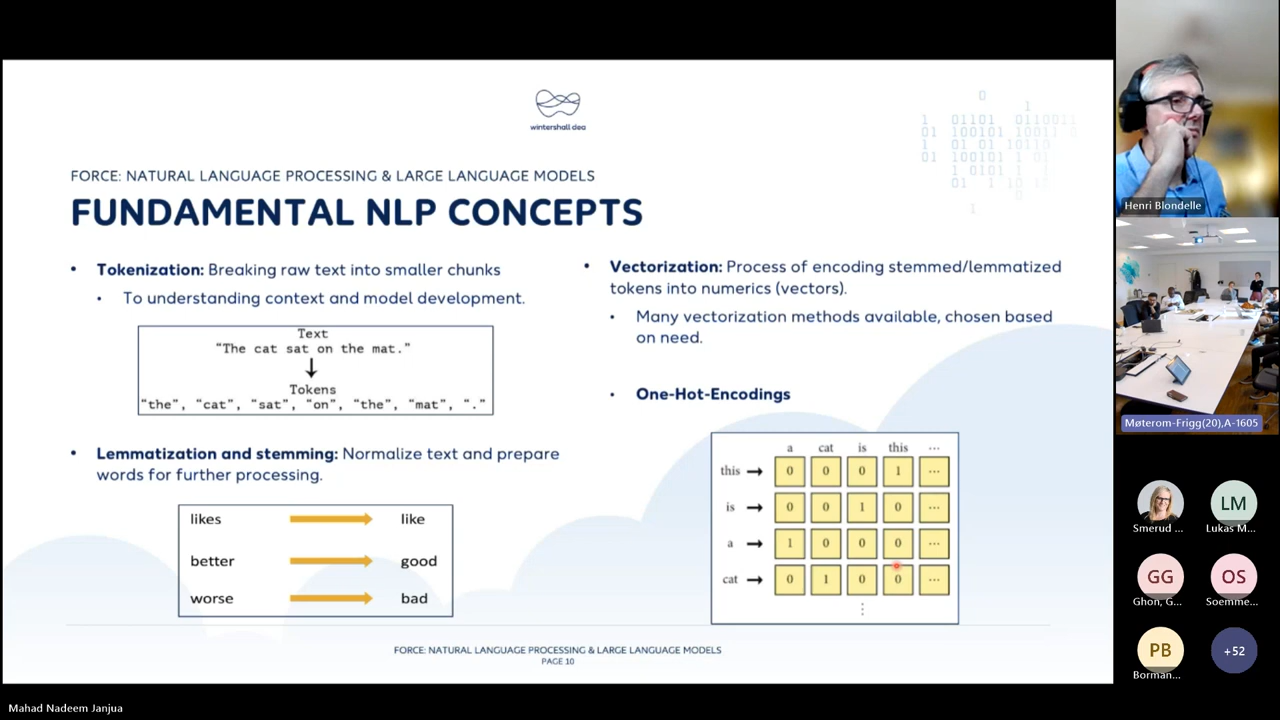 wintershall dea
FORCE: NATURAL LANGUAGE PROCESSING & LARGE LANGUAGE MODELS
FUNDAMENTAL NLP CONCEPTS
• Tokenization: Breaking raw text into smaller chunks
• To understanding context and model development.
Text
"The cat sat on the mat."
Tokens
"the", "cat", "sat", "on", "the", "mat", "."
• Lemmatization and stemming: Normalize text and prepare
words for further processing.
likes like
better good
worse bad
• Vectorization: Process of encoding stemmed/lemmatized
tokens into numerics (vectors).
• Many vectorization methods available, chosen based
on need.
• One-Hot-Encodings
a cat is this ...
this → 0 0 0 1 ...
is → 0 0 1 0 ...
a → 1 0 0 0 ...
cat → 0 1 0 0 ...
FORCE: NATURAL LANGUAGE PROCESSING & LARGE LANGUAGE MODELS
PAGE 10
Henri Blondelle
Møterom-Frigg(20),A-1605
Smerud ...
LM
Lukas M...
GG
Ghon, G...
OS
Soemme...
PB
Borman...
+52
Mahad Nadeem Janjua